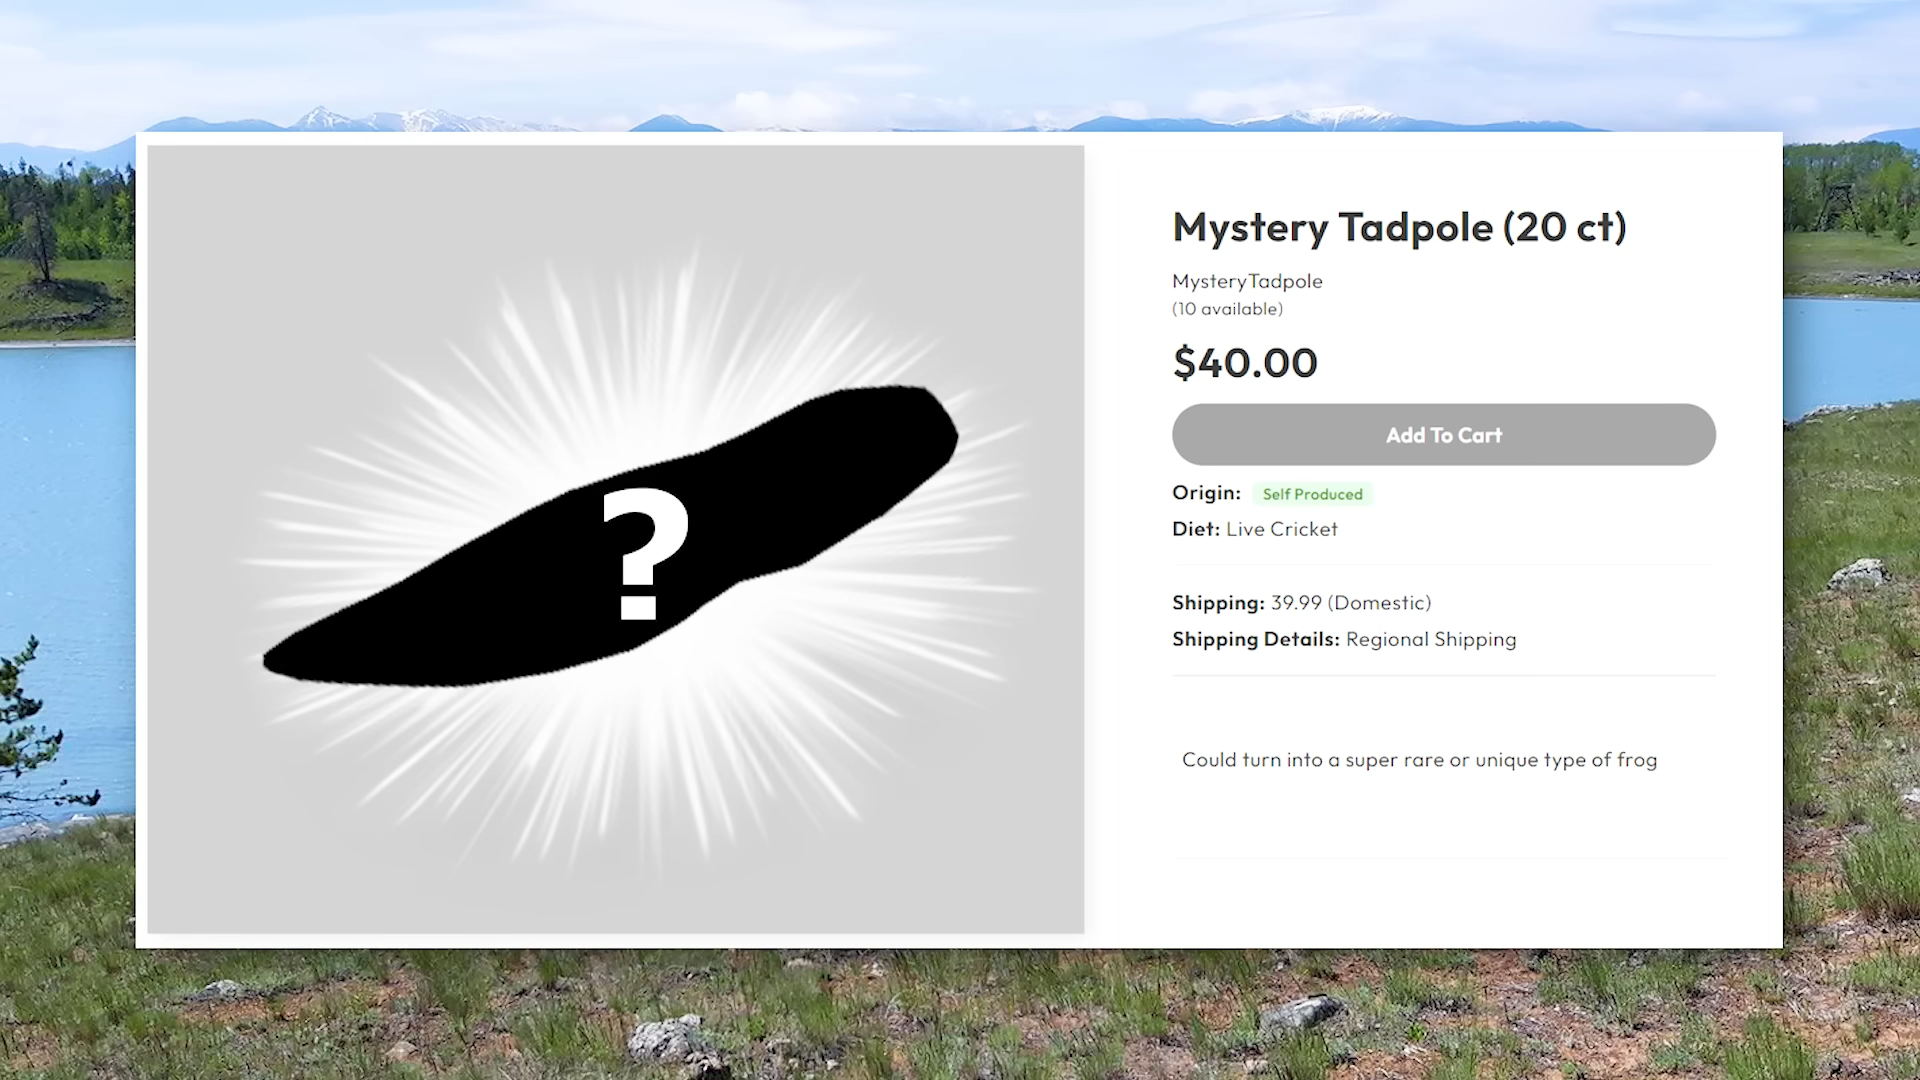 Mystery Tadpole (20 ct)
MysteryTadpole
(10 available)
$40.00
Add To Cart
Origin: Self Produced
Diet: Live Cricket
Shipping: 39.99 (Domestic)
Shipping Details: Regional Shipping
Could turn into a super rare or unique type of frog
?